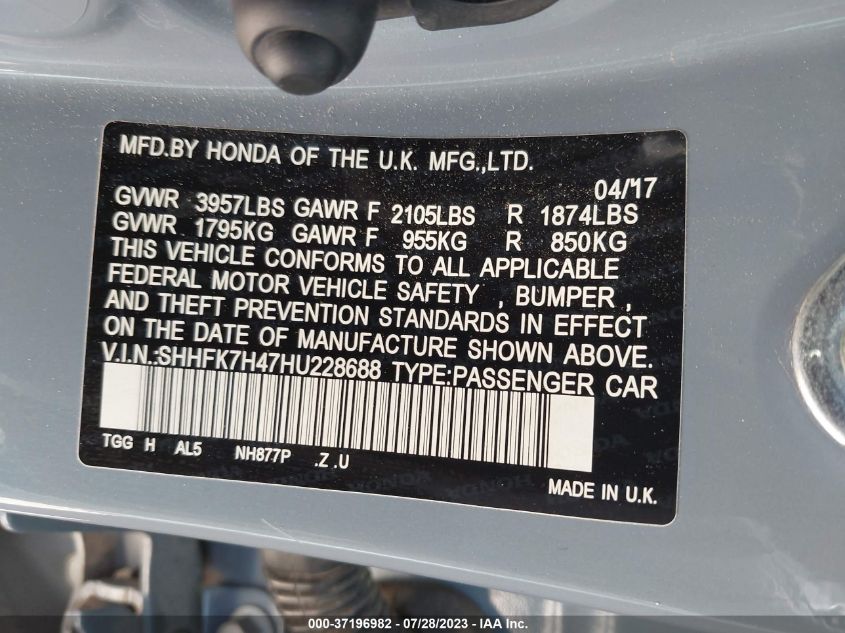 MFD.BY HONDA OF THE U.K. MFG.,LTD.
04/'17
GVWR 3957LBS GAWR F 2105LBS R 1874LBS
GVWR 1795KG GAWR F 955KG R 850KG
THIS VEHICLE CONFORMS TO ALL APPLICABLE
FEDERAL MOTOR VEHICLE SAFETY , BUMPER ,
AND THEFT PREVENTION STANDARDS IN EFFECT
ON THE DATE OF MANUFACTURE SHOWN ABOVE.
V.I.N.:SHHFK7H47HU228688 TYPE:PASSENGER CAR
TGG H AL5 NH877P .Z .U
MADE IN U.K.
000-37196982 / 07/28/2023 - IAA Inc.